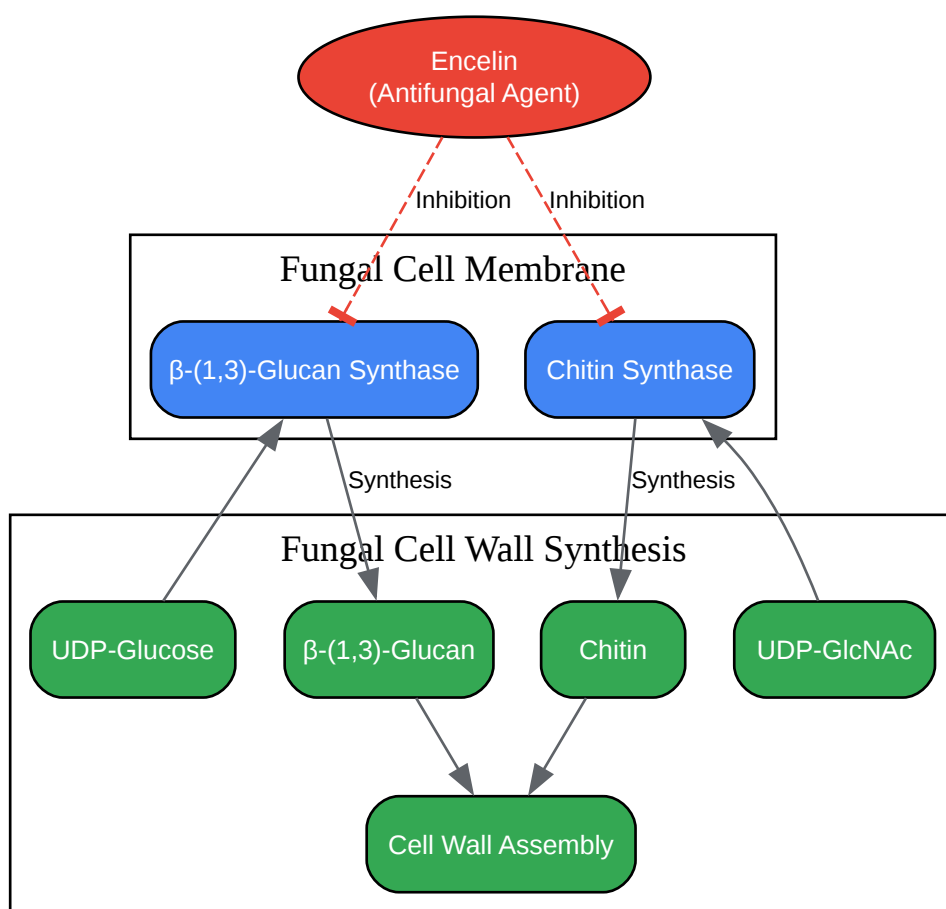 Encelin
(Antifungal Agent)
Inhibition
Inhibition
Fungal Cell Membrane
β-(1,3)-Glucan Synthase
Chitin Synthase
Synthesis
Synthesis
Fungal Cell Wall Synthesis
UDP-Glucose
β-(1,3)-Glucan
Chitin
UDP-GlcNAc
Cell Wall Assembly